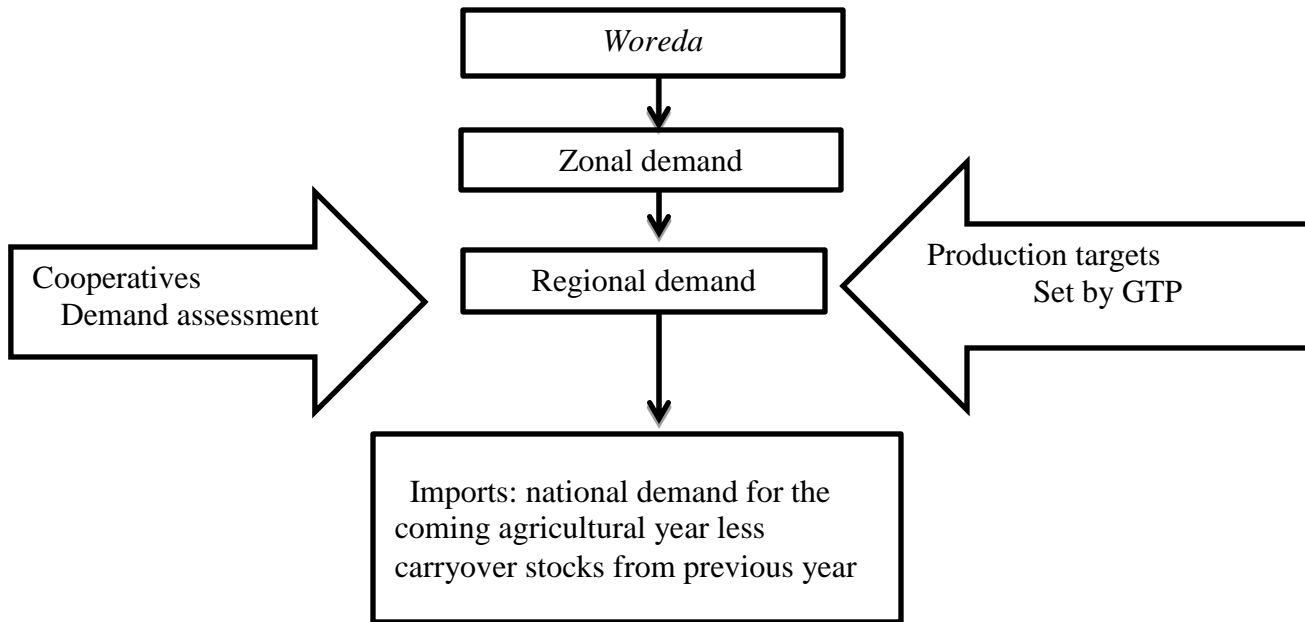 Woreda
Zonal demand
Regional demand
Cooperatives
Demand assessment
Production targets
Set by GTP
Imports: national demand for the
coming agricultural year less
carryover stocks from previous year